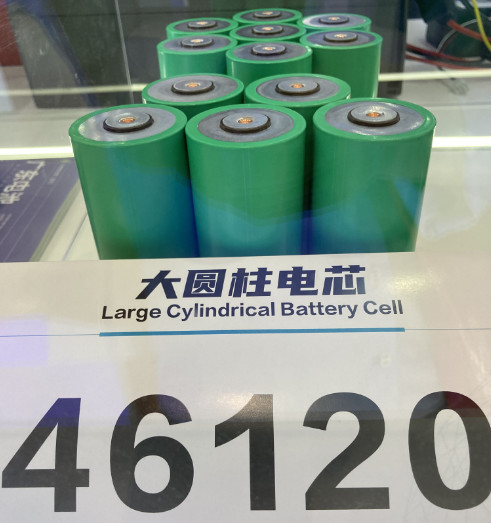 大圆柱电芯
Large Cylindrical Battery Cell
46120